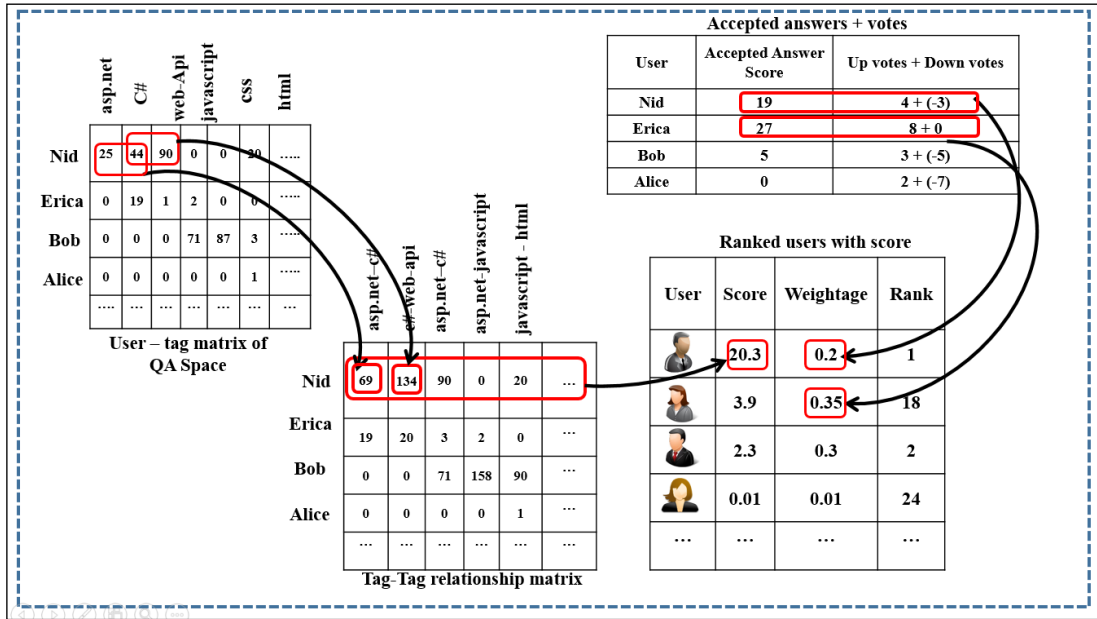 Accepted answers + votes
User Accepted Answer Score Up votes + Down votes
Nid 19 4 + (-3)
Erica 27 8 + 0
Bob 5 3 + (-5)
Alice 0 2 + (-7)
asp.net C# web-Api javascript css html
Nid 25 44 90 0 0 20 .....
Erica 0 19 1 2 0 0 .....
Bob 0 0 0 71 87 3 .....
Alice 0 0 0 0 0 1 .....
.... ... ... ... ... ... ...
User – tag matrix of
QA Space
asp.net–c# c#-web-api asp.net–c# asp.net-javascript javascript - html
Nid 69 134 90 0 20 ...
Erica 19 20 3 2 0 ...
Bob 0 0 71 158 90 ...
Alice 0 0 0 0 1 ...
... ... ... ... ... ...
Tag-Tag relationship matrix
Ranked users with score
User Score Weightage Rank
20.3 0.2 1
3.9 0.35 18
2.3 0.3 2
0.01 0.01 24
... ... ... ...